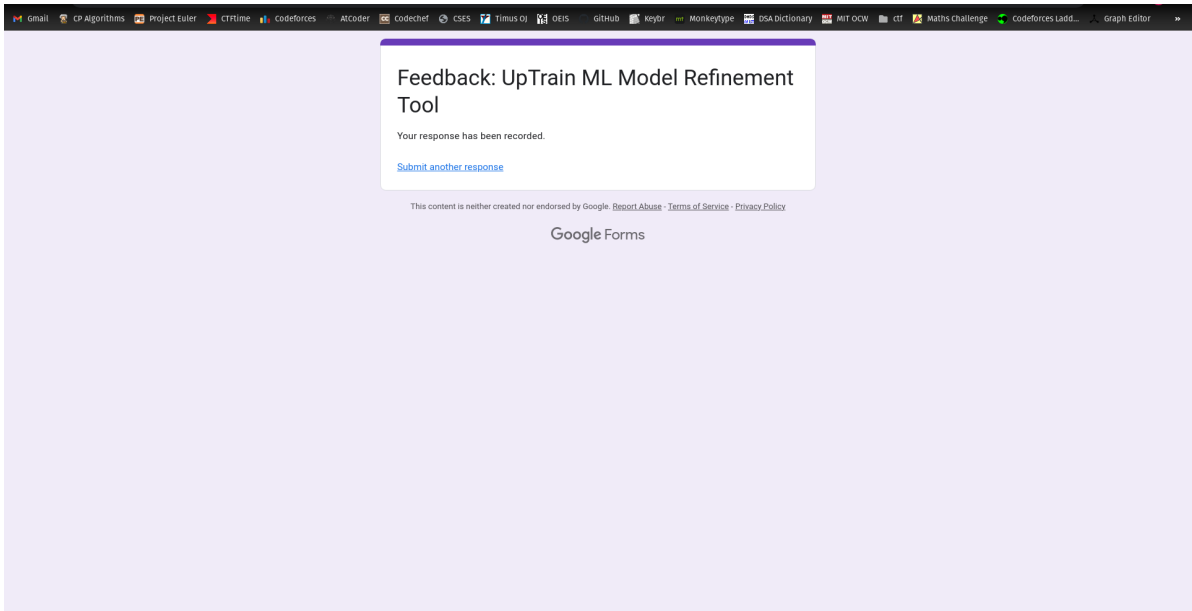 Gmail CP Algorithms Project Euler CTFtime Codeforces AtCoder Codechef CSES Timus OJ OEIS GitHub Keybr Monkeytype DSA Dictionary MIT OCW ctf Maths Challenge Codeforces Ladd... Graph Editor »
Feedback: UpTrain ML Model Refinement
Tool
Your response has been recorded.
Submit another response
This content is neither created nor endorsed by Google. Report Abuse - Terms of Service - Privacy Policy
Google Forms